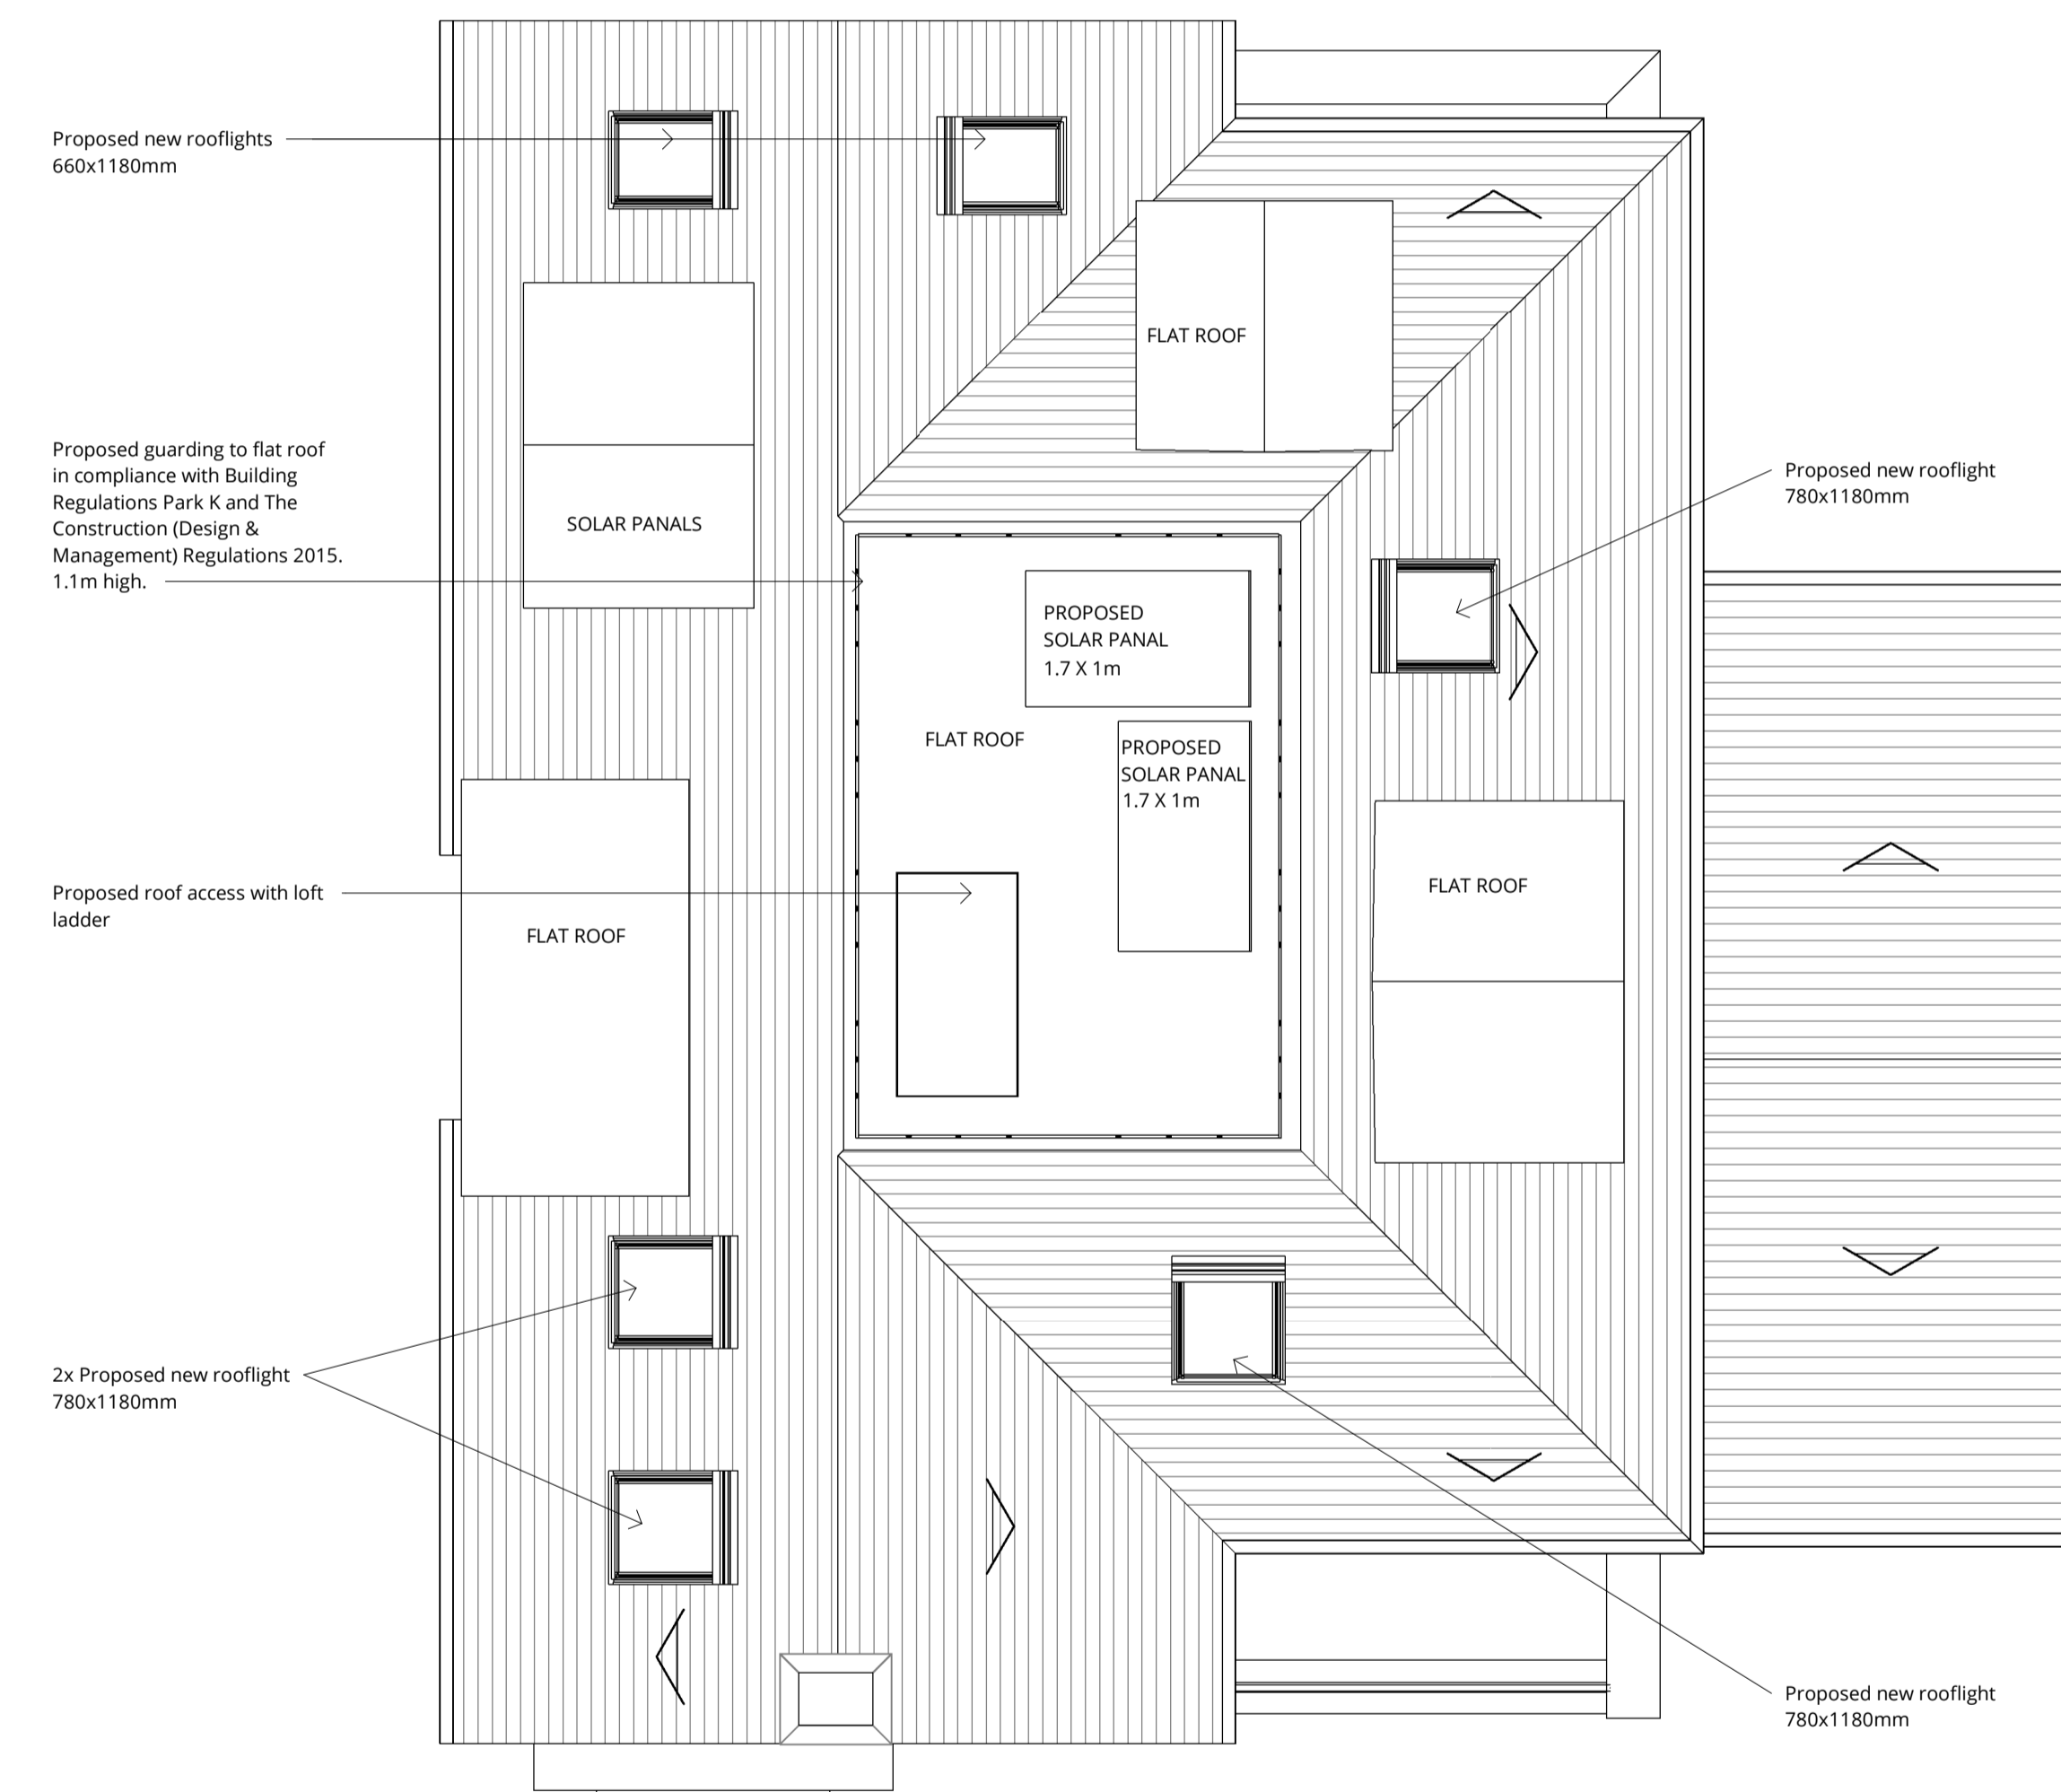 Proposed new rooflights
660x1180mm
FLAT ROOF
Proposed guarding to flat roof
in compliance with Building
Regulations Park K and The
Construction (Design &
Management) Regulations 2015.
1.1m high.
Proposed new rooflight
780x1180mm
SOLAR PANELS
PROPOSED
SOLAR PANAL
1.7 X 1m
FLAT ROOF
PROPOSED
SOLAR PANAL
1.7 X 1m
Proposed roof access with loft
ladder
FLAT ROOF
FLAT ROOF
2x Proposed new rooflight
780x1180mm
Proposed new rooflight
780x1180mm